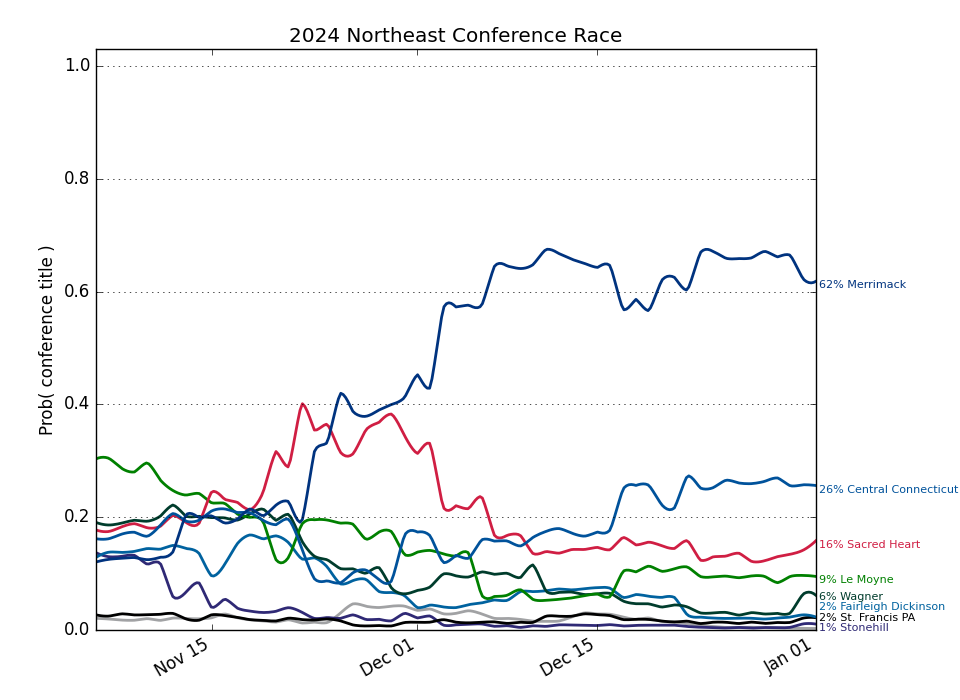 2024 Northeast Conference Race
Prob( conference title )
1.0
0.8
0.6
0.4
0.2
0.0
Nov 15
Dec 01
Dec 15
Jan 01
62% Merrimack
26% Central Connecticut
16% Sacred Heart
9% Le Moyne
6% Wagner
2% Fairleigh Dickinson
2% St. Francis PA
1% Stonehill